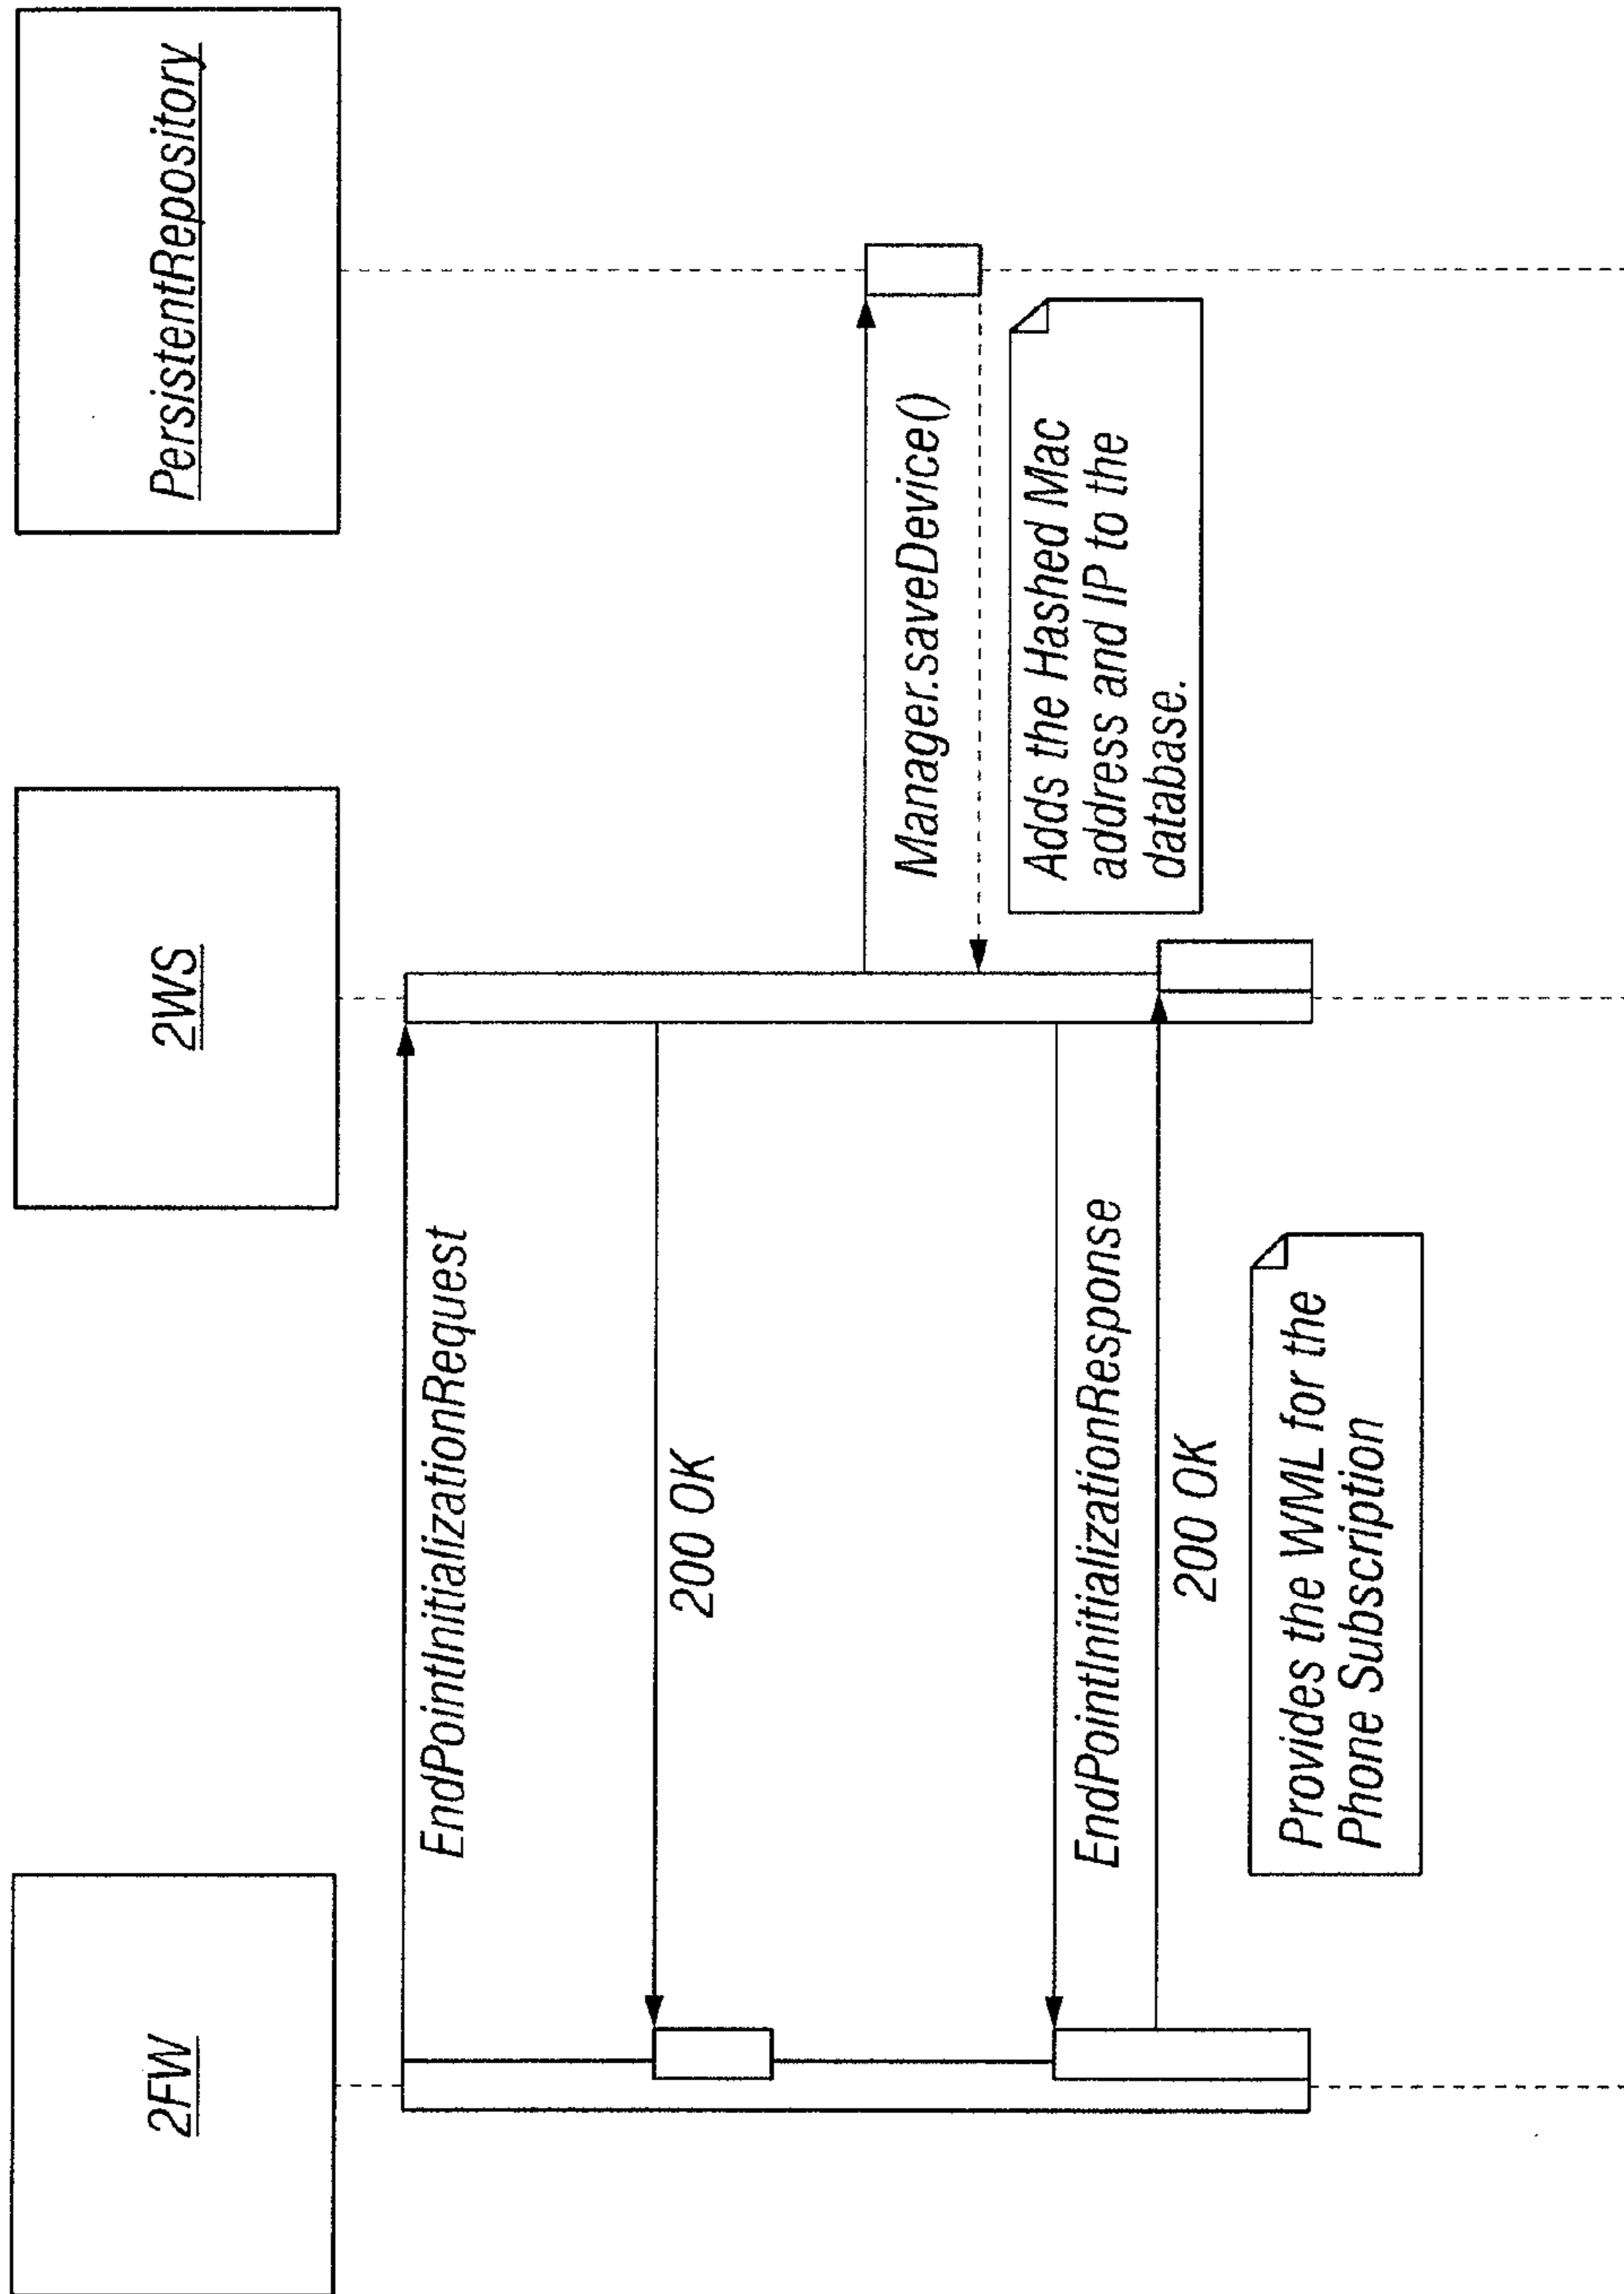 2FW
2WS
PersistentRepository
EndPointInitializationRequest
200 OK
Manager.saveDevice()
Adds the Hashed Mac
address and IP to the
database.
EndPointInitializationResponse
200 OK
Provides the WML for the
Phone Subscription